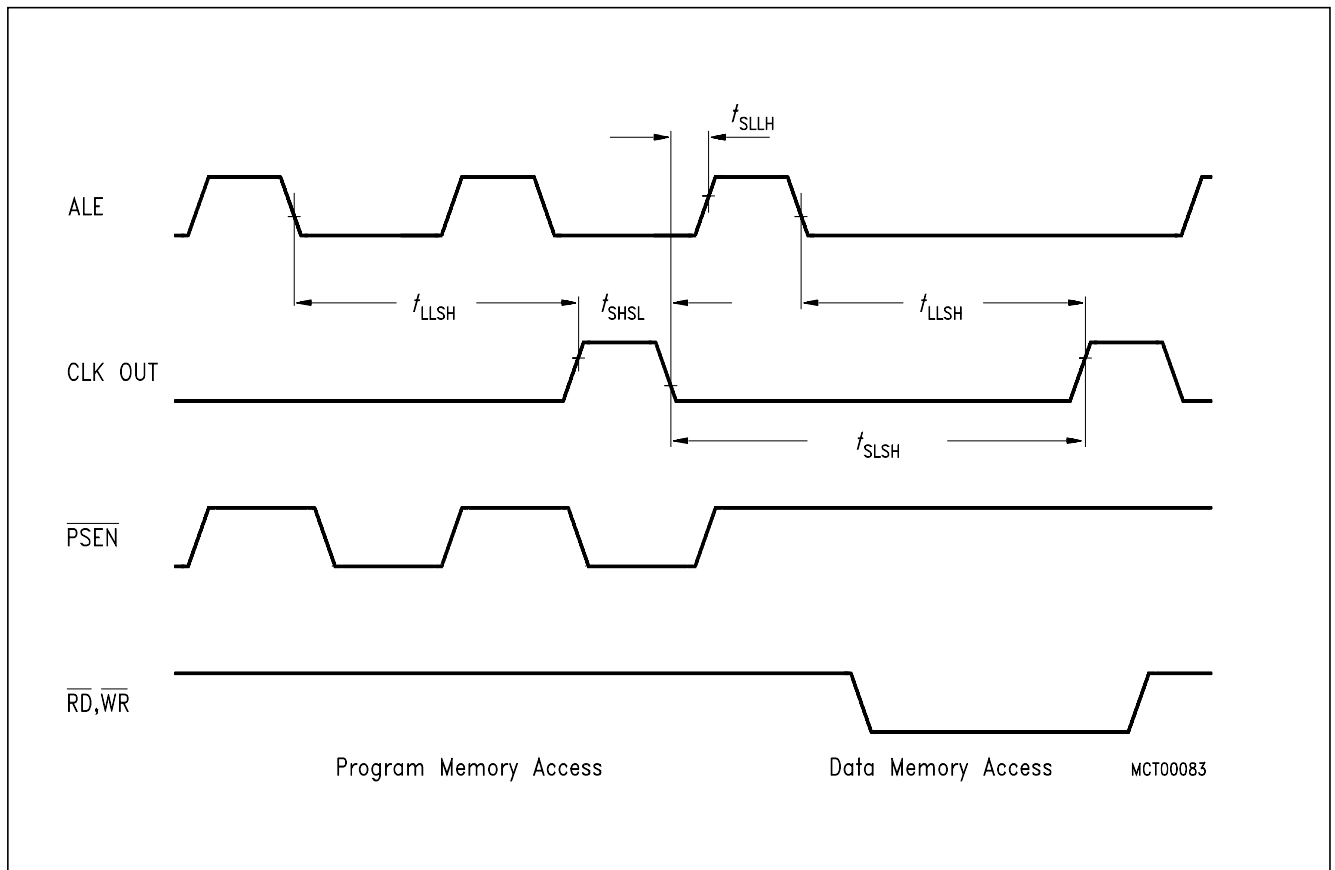 tSLLH
ALE
tLLSH tSHSL tLLSH
CLK OUT
tSLSH
PSEN
RD,WR
Program Memory Access Data Memory Access MCT00083